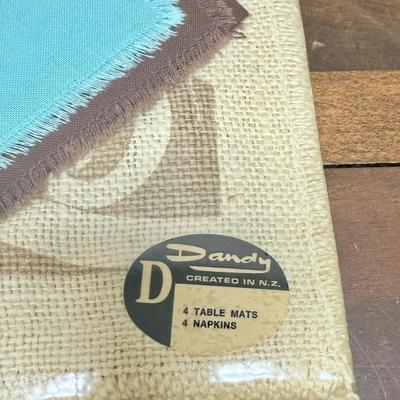 Dandy
D
CREATED IN N.Z.
4 TABLE MATS
4 NAPKINS